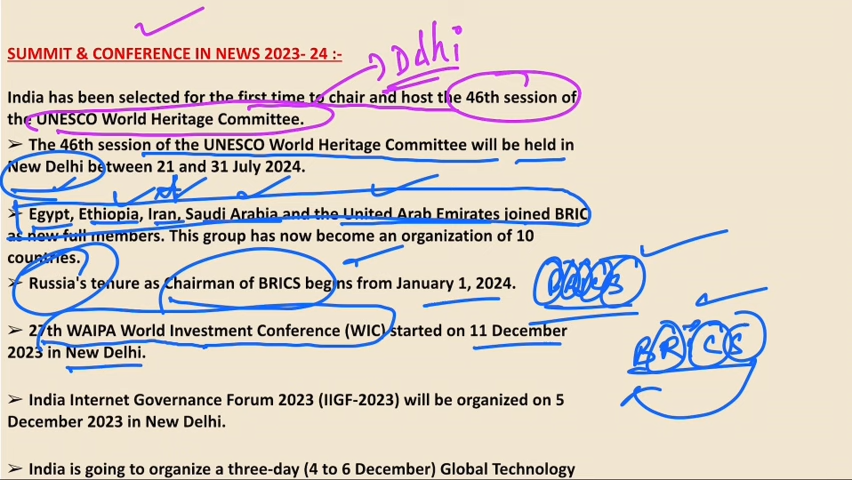 SUMMIT & CONFERENCE IN NEWS 2023- 24 :-
Ddhi
India has been selected for the first time to chair and host the 46th session of
the UNESCO World Heritage Committee.
➢ The 46th session of the UNESCO World Heritage Committee will be held in
New Delhi between 21 and 31 July 2024.
➢ Egypt, Ethiopia, Iran, Saudi Arabia and the United Arab Emirates joined BRIC
as new full members. This group has now become an organization of 10
countries.
➢ Russia's tenure as Chairman of BRICS begins from January 1, 2024.
➢ 27th WAIPA World Investment Conference (WIC) started on 11 December
2023 in New Delhi.
BRICS
➢ India Internet Governance Forum 2023 (IIGF-2023) will be organized on 5
December 2023 in New Delhi.
➢ India is going to organize a three-day (4 to 6 December) Global Technology